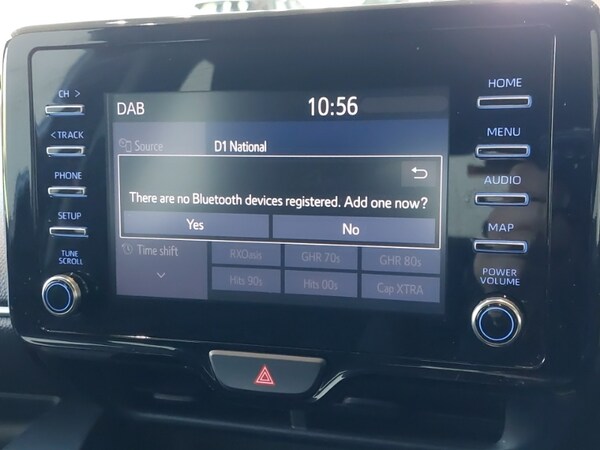 CH >
<TRACK
PHONE
SETUP
TUNE
SCROLL
DAB
10:56
Source
D1 National
There are no Bluetooth devices registered. Add one now?
Yes
No
Time shift
RXOasis
GHR 70s
GHR 80s
Hits 90s
Hits 00s
Cap XTRA
HOME
MENU
AUDIO
MAP
POWER
VOLUME